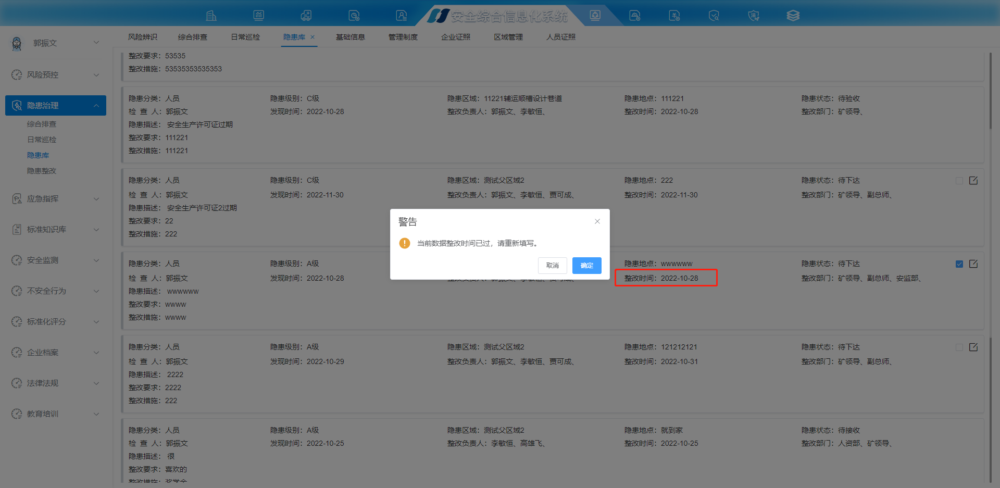 安全综合信息化系统
郭振文
风险辨识 综合排查 日常巡检 隐患库 × 基础信息 管理制度 企业证照 区域管理 人员证照
风险预控
隐患治理
综合排查
日常巡检
隐患库
隐患整改
应急指挥
标准知识库
安全监测
不安全行为
标准化评分
企业档案
法律法规
教育培训
整改要求：53535
整改措施：53535353535353
隐患分类：人员 隐患级别：C级 隐患区域：11221辅运顺槽设计巷道 隐患地点：111221 隐患状态：待验收
检 查 人：郭振文 发现时间：2022-10-28 整改负责人：郭振文、李敏恒、 整改时间：2022-10-28 整改部门：矿领导、
隐患描述： 安全生产许可证过期
整改要求：111221
整改措施：111221
隐患分类：人员 隐患级别：C级 隐患区域：测试父区域2 隐患地点：222 隐患状态：待下达
检 查 人：郭振文 发现时间：2022-11-30 整改负责人：郭振文、李敏恒、贾可成、 整改时间：2022-11-30 整改部门：矿领导、副总师、
隐患描述： 安全生产许可证2过期
整改要求：22
整改措施：222
警告
当前数据整改时间已过，请重新填写。
取消 确定
隐患分类：人员 隐患级别：A级 隐患地点：wwwwww 隐患状态：待下达
检 查 人：郭振文 发现时间：2022-10-28 整改负责人：郭振文、李敏恒、贾可成、 整改时间：2022-10-28 整改部门：矿领导、副总师、安监部、
隐患描述： wwwwww
整改要求：wwww
整改措施：wwww
隐患分类：人员 隐患级别：A级 隐患区域：测试父区域2 隐患地点：121212121 隐患状态：待下达
检 查 人：郭振文 发现时间：2022-10-29 整改负责人：郭振文、李敏恒、贾可成、 整改时间：2022-10-31 整改部门：矿领导、副总师、
隐患描述： 2222
整改要求：2222
整改措施：222
隐患分类：人员 隐患级别：A级 隐患区域：测试父区域2 隐患地点：就到家 隐患状态：待接收
检 查 人：郭振文 发现时间：2022-10-25 整改负责人：李敏恒、高雄飞、 整改时间：2022-10-25 整改部门：人资部、矿领导、
隐患描述： 很
整改要求：喜欢的
整改措施：奖学金